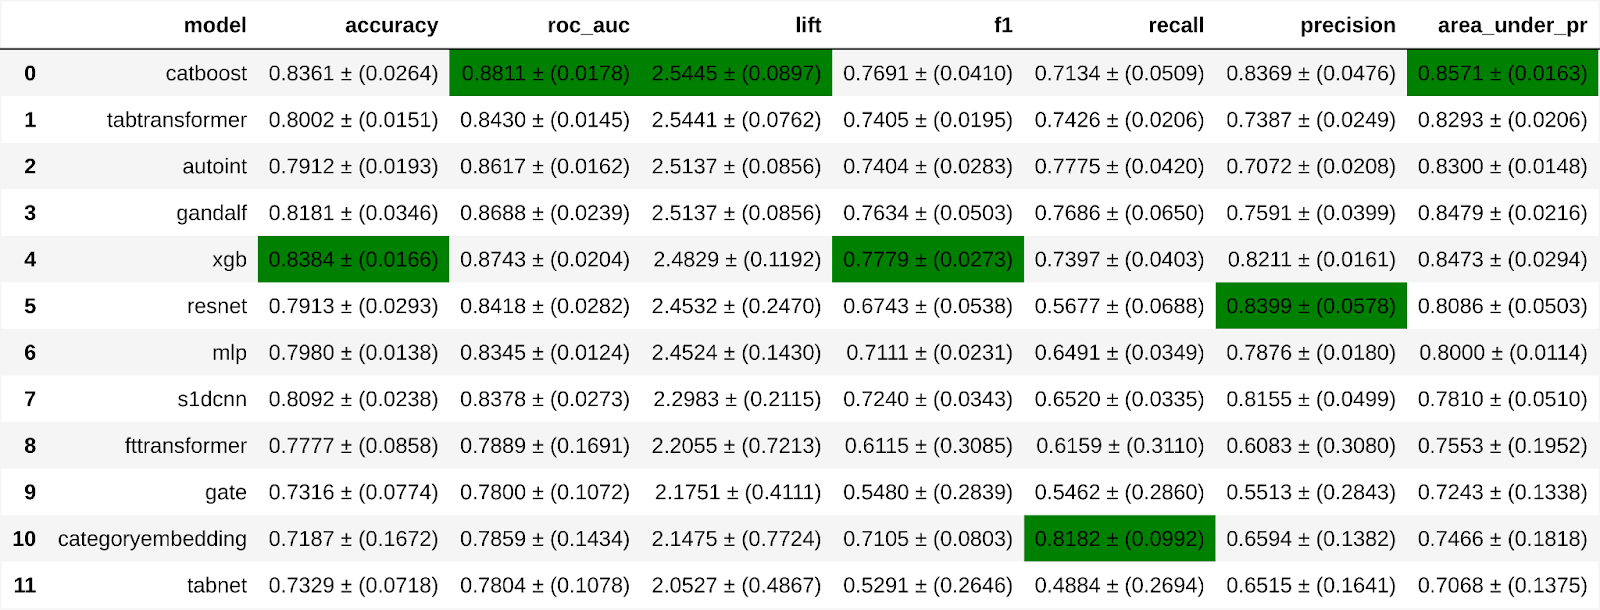 model accuracy roc_auc lift f1 recall precision area_under_pr
0 catboost 0.8361 ± (0.0264) 0.8811 ± (0.0178) 2.5445 ± (0.0897) 0.7691 ± (0.0410) 0.7134 ± (0.0509) 0.8369 ± (0.0476) 0.8571 ± (0.0163)
1 tabtransformer 0.8002 ± (0.0151) 0.8430 ± (0.0145) 2.5441 ± (0.0762) 0.7405 ± (0.0195) 0.7426 ± (0.0206) 0.7387 ± (0.0249) 0.8293 ± (0.0206)
2 autoint 0.7912 ± (0.0193) 0.8617 ± (0.0162) 2.5137 ± (0.0856) 0.7404 ± (0.0283) 0.7775 ± (0.0420) 0.7072 ± (0.0208) 0.8300 ± (0.0148)
3 gandalf 0.8181 ± (0.0346) 0.8688 ± (0.0239) 2.5137 ± (0.0856) 0.7634 ± (0.0503) 0.7686 ± (0.0650) 0.7591 ± (0.0399) 0.8479 ± (0.0216)
4 xgb 0.8384 ± (0.0166) 0.8743 ± (0.0204) 2.4829 ± (0.1192) 0.7779 ± (0.0273) 0.7397 ± (0.0403) 0.8211 ± (0.0161) 0.8473 ± (0.0294)
5 resnet 0.7913 ± (0.0293) 0.8418 ± (0.0282) 2.4532 ± (0.2470) 0.6743 ± (0.0538) 0.5677 ± (0.0688) 0.8399 ± (0.0578) 0.8086 ± (0.0503)
6 mlp 0.7980 ± (0.0138) 0.8345 ± (0.0124) 2.4524 ± (0.1430) 0.7111 ± (0.0231) 0.6491 ± (0.0349) 0.7876 ± (0.0180) 0.8000 ± (0.0114)
7 s1dcnn 0.8092 ± (0.0238) 0.8378 ± (0.0273) 2.2983 ± (0.2115) 0.7240 ± (0.0343) 0.6520 ± (0.0335) 0.8155 ± (0.0499) 0.7810 ± (0.0510)
8 fttransformer 0.7777 ± (0.0858) 0.7889 ± (0.1691) 2.2055 ± (0.7213) 0.6115 ± (0.3085) 0.6159 ± (0.3110) 0.6083 ± (0.3080) 0.7553 ± (0.1952)
9 gate 0.7316 ± (0.0774) 0.7800 ± (0.1072) 2.1751 ± (0.4111) 0.5480 ± (0.2839) 0.5462 ± (0.2860) 0.5513 ± (0.2843) 0.7243 ± (0.1338)
10 categoryembedding 0.7187 ± (0.1672) 0.7859 ± (0.1434) 2.1475 ± (0.7724) 0.7105 ± (0.0803) 0.8182 ± (0.0992) 0.6594 ± (0.1382) 0.7466 ± (0.1818)
11 tabnet 0.7329 ± (0.0718) 0.7804 ± (0.1078) 2.0527 ± (0.4867) 0.5291 ± (0.2646) 0.4884 ± (0.2694) 0.6515 ± (0.1641) 0.7068 ± (0.1375)